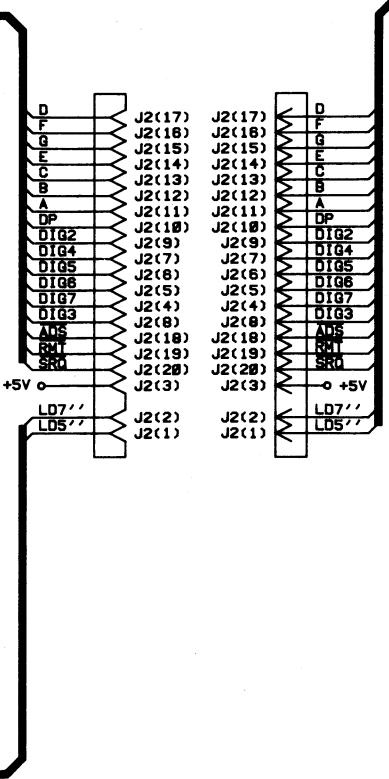 D J2(17) J2(17) D
F J2(16) J2(16) F
G J2(15) J2(15) G
E J2(14) J2(14) E
C J2(13) J2(13) C
B J2(12) J2(12) B
A J2(11) J2(11) A
DP J2(10) J2(10) DP
DIG2 J2(9) J2(9) DIG2
DIG4 J2(7) J2(7) DIG4
DIG5 J2(6) J2(6) DIG5
DIG6 J2(5) J2(5) DIG6
DIG7 J2(4) J2(4) DIG7
DIG3 J2(8) J2(8) DIG3
ADS J2(18) J2(18) ADS
RMT J2(19) J2(19) RMT
SRQ J2(20) J2(20) SRQ
+5V J2(3) J2(3) +5V
LD7'' J2(2) J2(2) LD7''
LD5'' J2(1) J2(1) LD5''